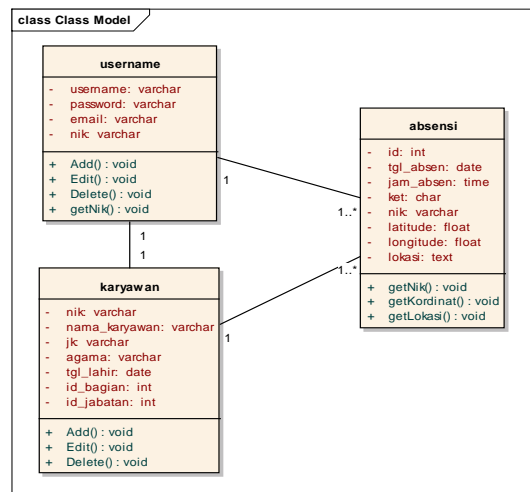 class Class Model
username
- username: varchar
- password: varchar
- email: varchar
- nik: varchar
+ Add() : void
+ Edit() : void
+ Delete() : void
+ getNik() : void
absensi
- id: int
- tgl_absen: date
- jam_absen: time
- ket: char
- nik: varchar
- latitude: float
- longitude: float
- lokasi: text
+ getNik() : void
+ getKordinat() : void
+ getLokasi() : void
1
1..*
1
1
1..*
1
karyawan
- nik: varchar
- nama_karyawan: varchar
- jk: varchar
- agama: varchar
- tgl_lahir: date
- id_bagian: int
- id_jabatan: int
+ Add() : void
+ Edit() : void
+ Delete() : void